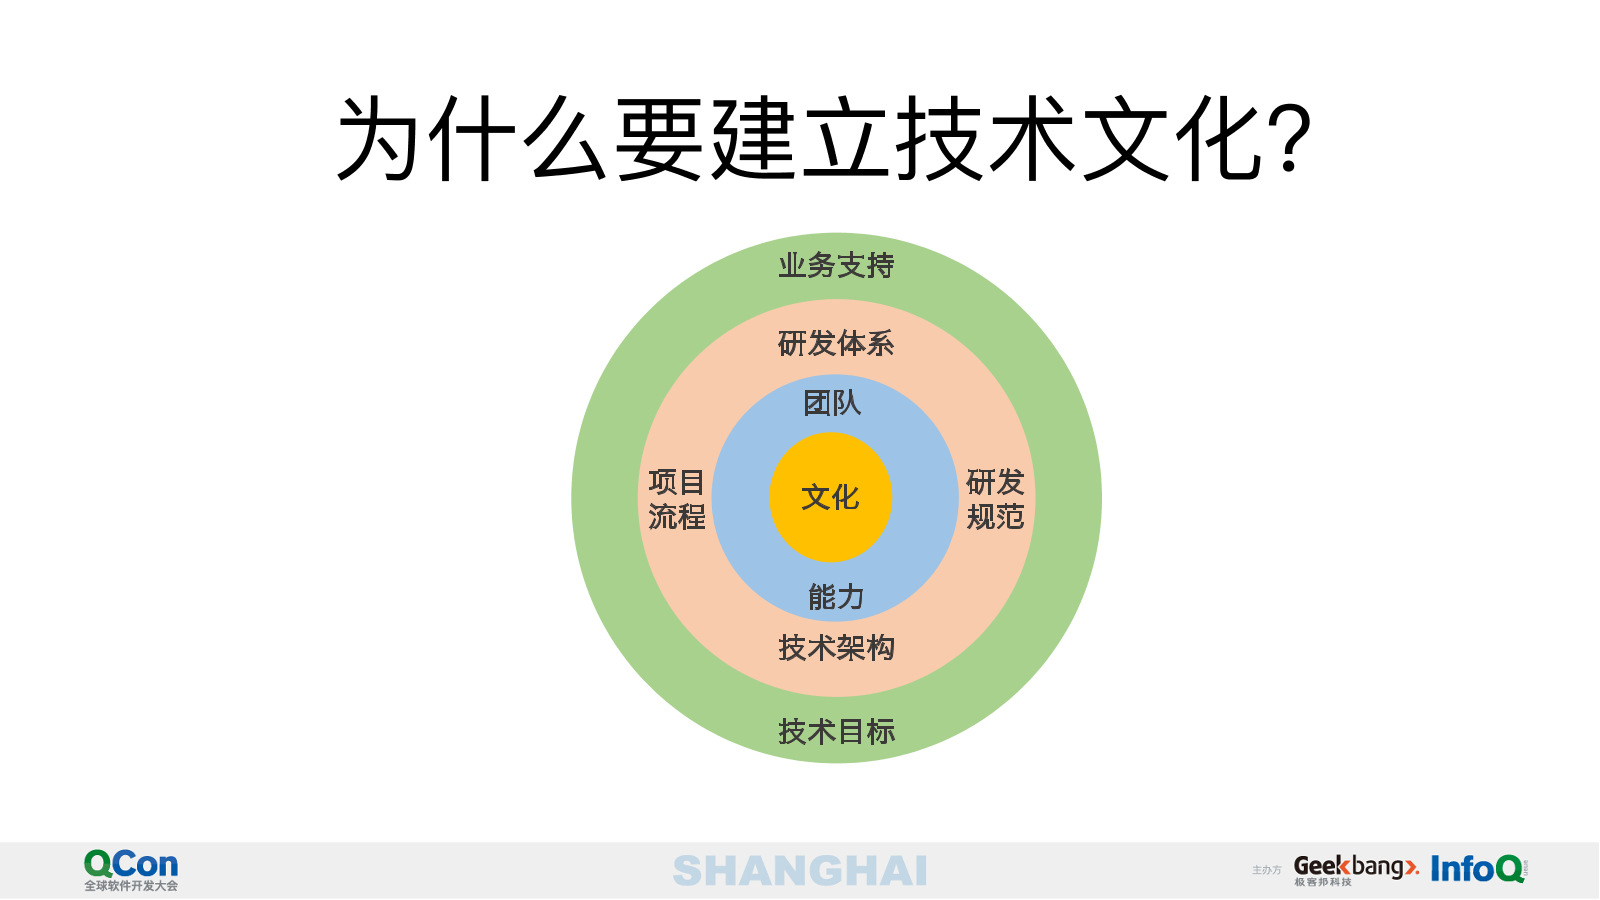 为什么要建立技术文化?
业务支持
研发体系
团队
项目
流程
文化
研发
规范
能力
技术架构
技术目标
QCon
全球软件开发大会
SHANGHAI
主办方
Geekbang>.
极客邦科技
InfoQ